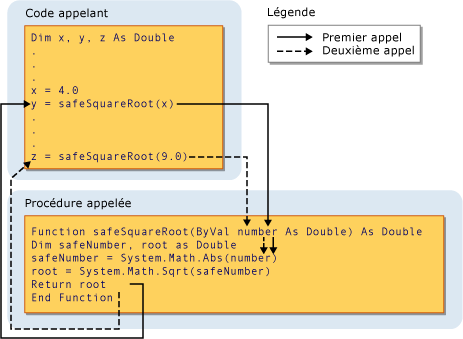 Code appelant
Dim x, y, z As Double
.
.
.
x = 4.0
y = safeSquareRoot(x)
.
.
.
z = safeSquareRoot(9.0)
Légende
Premier appel
Deuxième appel
Procédure appelée
Function safeSquareRoot(ByVal number As Double) As Double
Dim safeNumber, root as Double
safeNumber = System.Math.Abs(number)
root = System.Math.Sqrt(safeNumber)
Return root
End Function